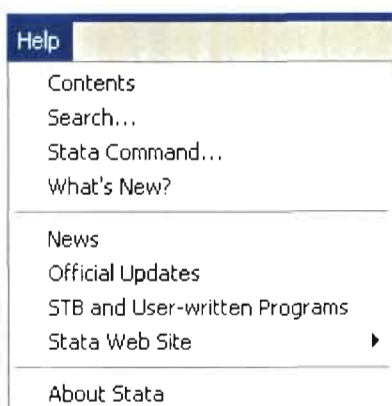 Help
Contents
Search...
Stata Command...
What's New?
News
Official Updates
STB and User-written Programs
Stata Web Site
About Stata